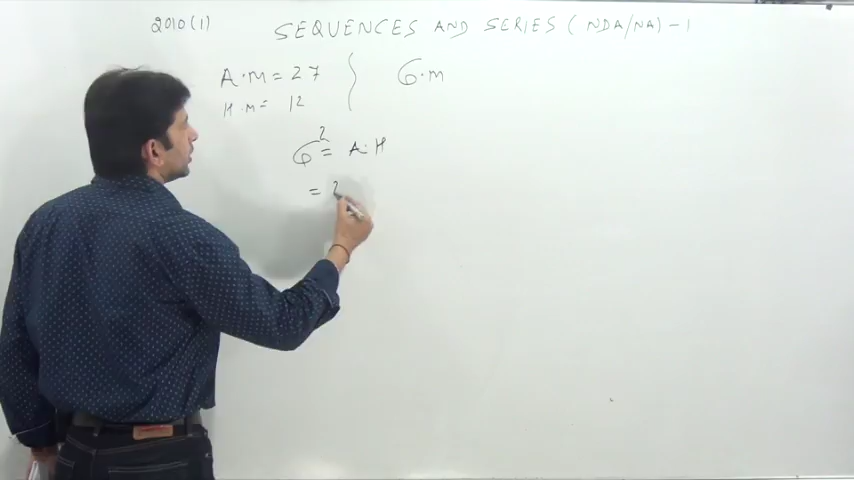 2010 (1)
SEQUENCES AND SERIES ( NDA/NA) - 1
A.M = 27
H.M = 12
G.M
G² = A.H
= 2